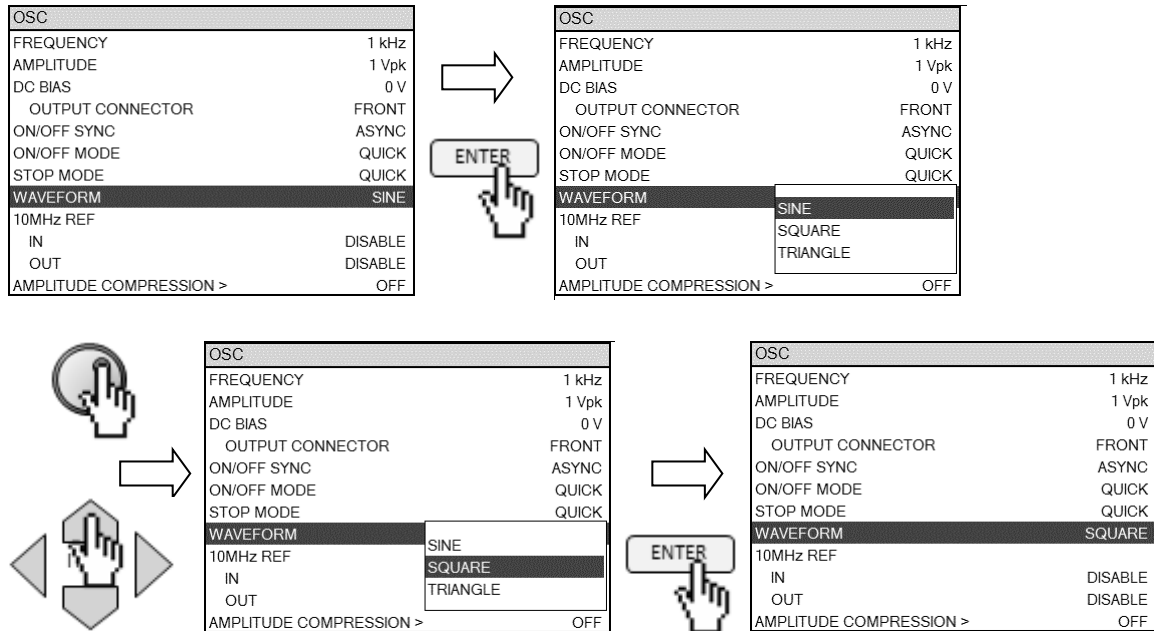 OSC
FREQUENCY 1 kHz
AMPLITUDE 1 Vpk
DC BIAS 0 V
OUTPUT CONNECTOR FRONT
ON/OFF SYNC ASYNC
ON/OFF MODE QUICK
STOP MODE QUICK
WAVEFORM SINE
10MHz REF
IN DISABLE
OUT DISABLE
AMPLITUDE COMPRESSION > OFF
ENTER
OSC
FREQUENCY 1 kHz
AMPLITUDE 1 Vpk
DC BIAS 0 V
OUTPUT CONNECTOR FRONT
ON/OFF SYNC ASYNC
ON/OFF MODE QUICK
STOP MODE QUICK
WAVEFORM
SINE
10MHz REF
SQUARE
IN
TRIANGLE
OUT
AMPLITUDE COMPRESSION > OFF
OSC
FREQUENCY 1 kHz
AMPLITUDE 1 Vpk
DC BIAS 0 V
OUTPUT CONNECTOR FRONT
ON/OFF SYNC ASYNC
ON/OFF MODE QUICK
STOP MODE QUICK
WAVEFORM
SINE
10MHz REF
SQUARE
IN
TRIANGLE
OUT
AMPLITUDE COMPRESSION > OFF
ENTER
OSC
FREQUENCY 1 kHz
AMPLITUDE 1 Vpk
DC BIAS 0 V
OUTPUT CONNECTOR FRONT
ON/OFF SYNC ASYNC
ON/OFF MODE QUICK
STOP MODE QUICK
WAVEFORM SQUARE
10MHz REF
IN DISABLE
OUT DISABLE
AMPLITUDE COMPRESSION > OFF